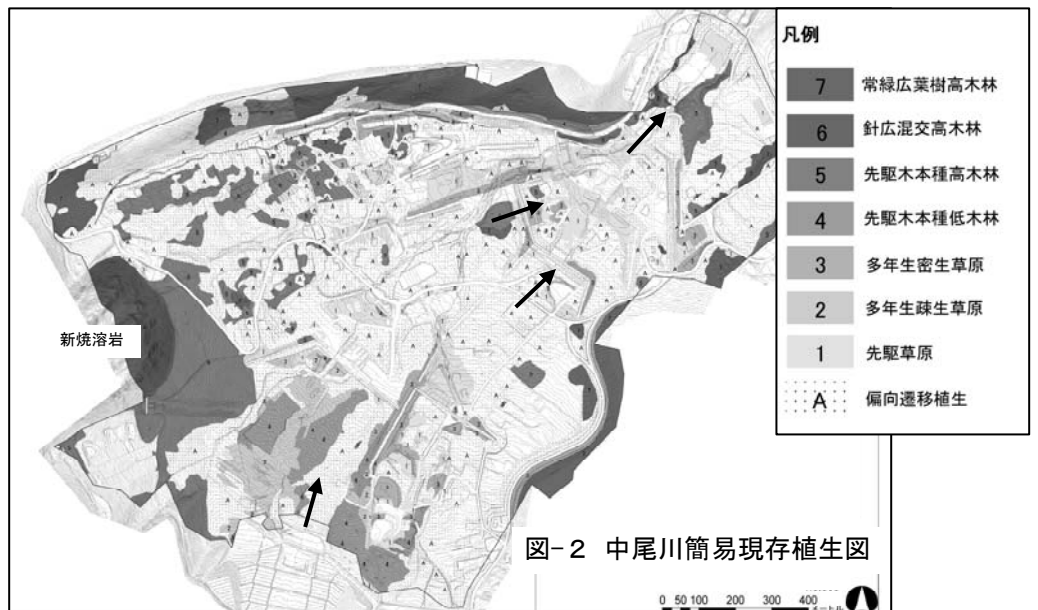 凡例
7 常緑広葉樹高木林
6 針広混交高木林
5 先駆木本種高木林
4 先駆木本種低木林
3 多年生密生草原
2 多年生疎生草原
1 先駆草原
A 偏向遷移植生
新焼溶岩
図-2 中尾川簡易現存植生図
0 50 100 200 300 400
メートル